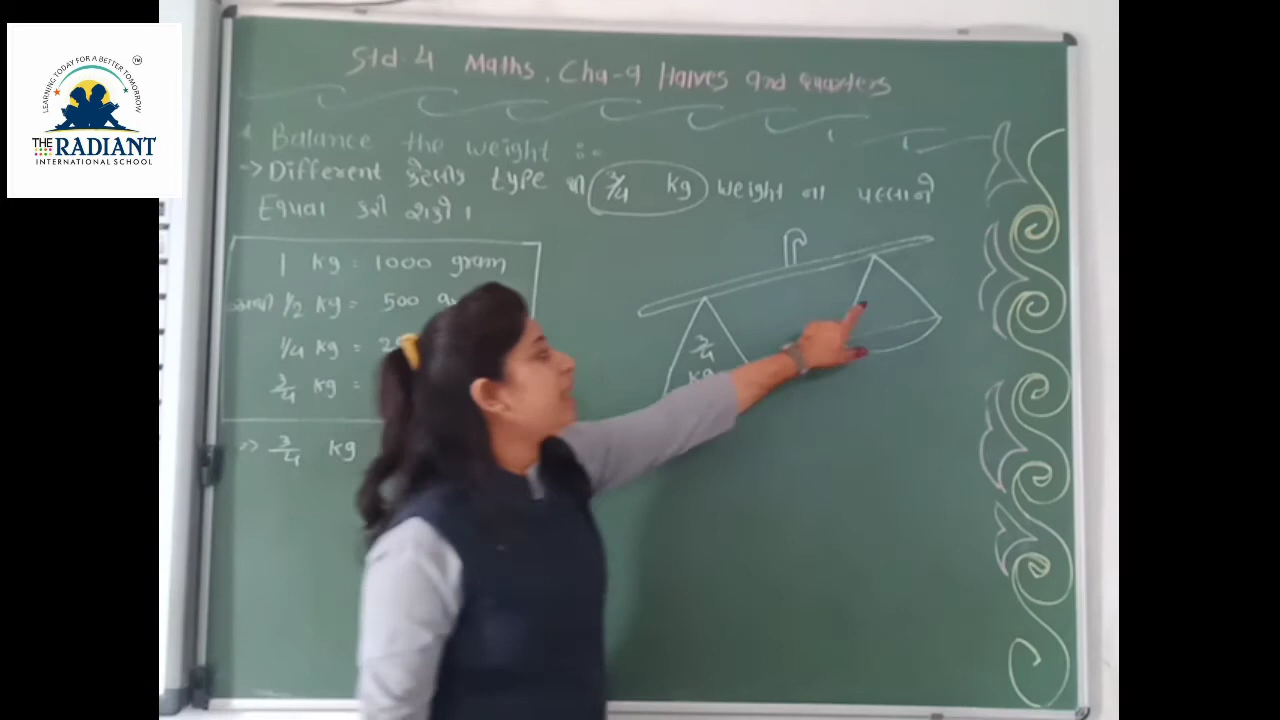 LEARNING TODAY FOR A BETTER TOMORROW
TM
THE RADIANT
INTERNATIONAL SCHOOL
Std 4 Maths, Cha-9 Halves and Quarters
Balance the weight :-
-> Different કેટલાક type ના 3/4 kg weight ના પલ્લાને
Equal કરી શકો ।
1 kg = 1000 gram
1/2 kg = 500
1/4 kg =
3/4 kg =
=> 3/4 kg
3/4
kg